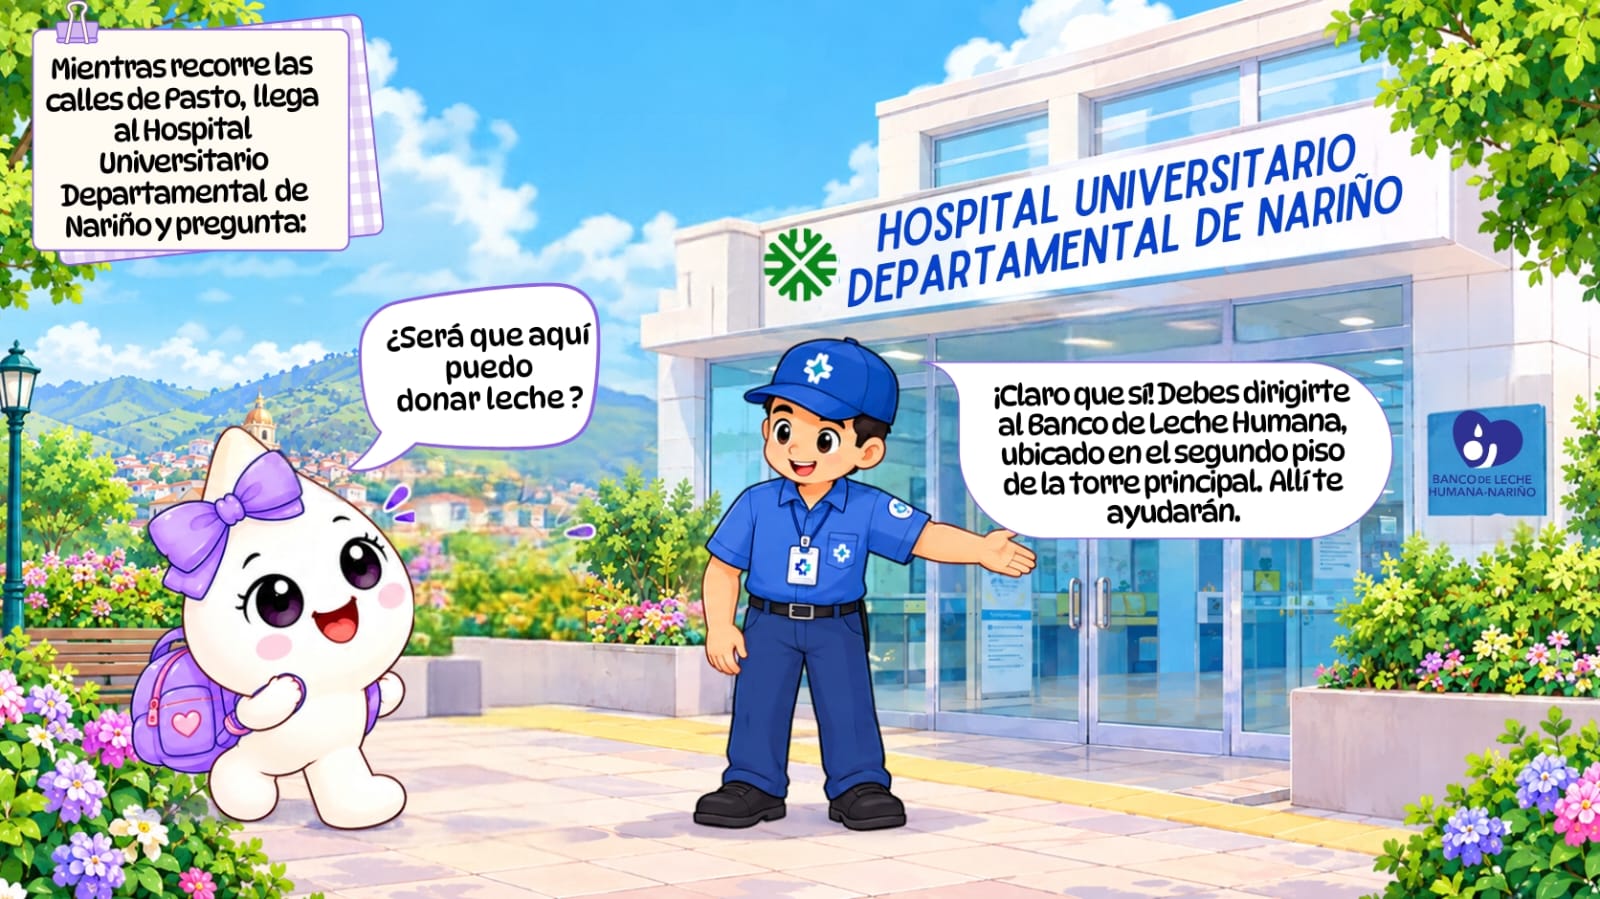 Mientras recorre las
calles de Pasto, llega
al Hospital
Universitario
Departamental de
Nariño y pregunta:
¿Será que aquí
puedo
donar leche?
HOSPITAL UNIVERSITARIO
DEPARTAMENTAL DE NARIÑO
¡Claro que sí! Debes dirigirte
al Banco de Leche Humana,
ubicado en el segundo piso
de la torre principal. Allí te
ayudarán.
BANCO DE LECHE
HUMANA-NARIÑO